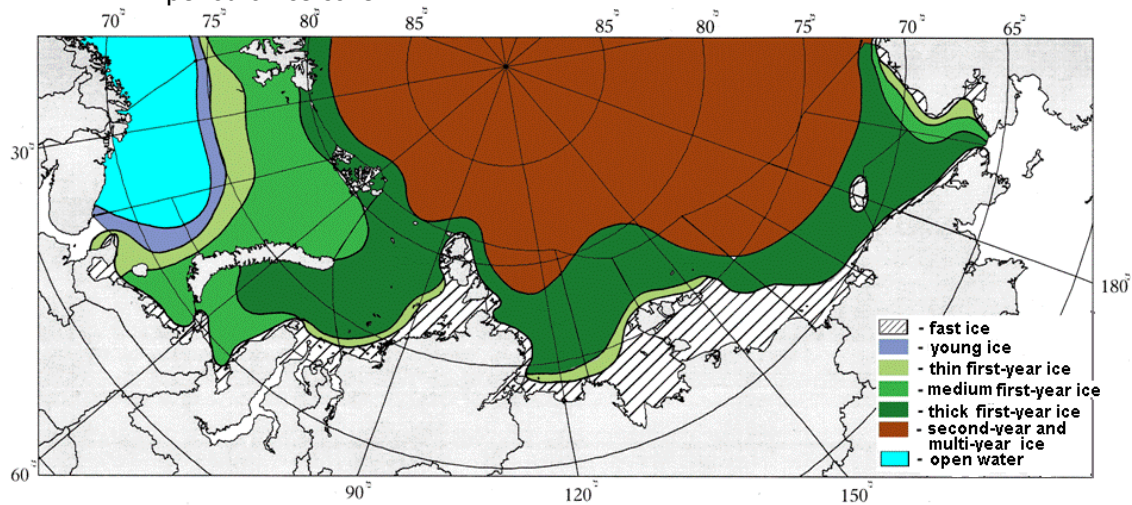 70° 75° 80° 85° 85° 80° 75° 70° 65°
30°
180°
- fast ice
- young ice
- thin first-year ice
- medium first-year ice
- thick first-year ice
- second-year and
multi-year ice
- open water
60°
90° 120° 150°